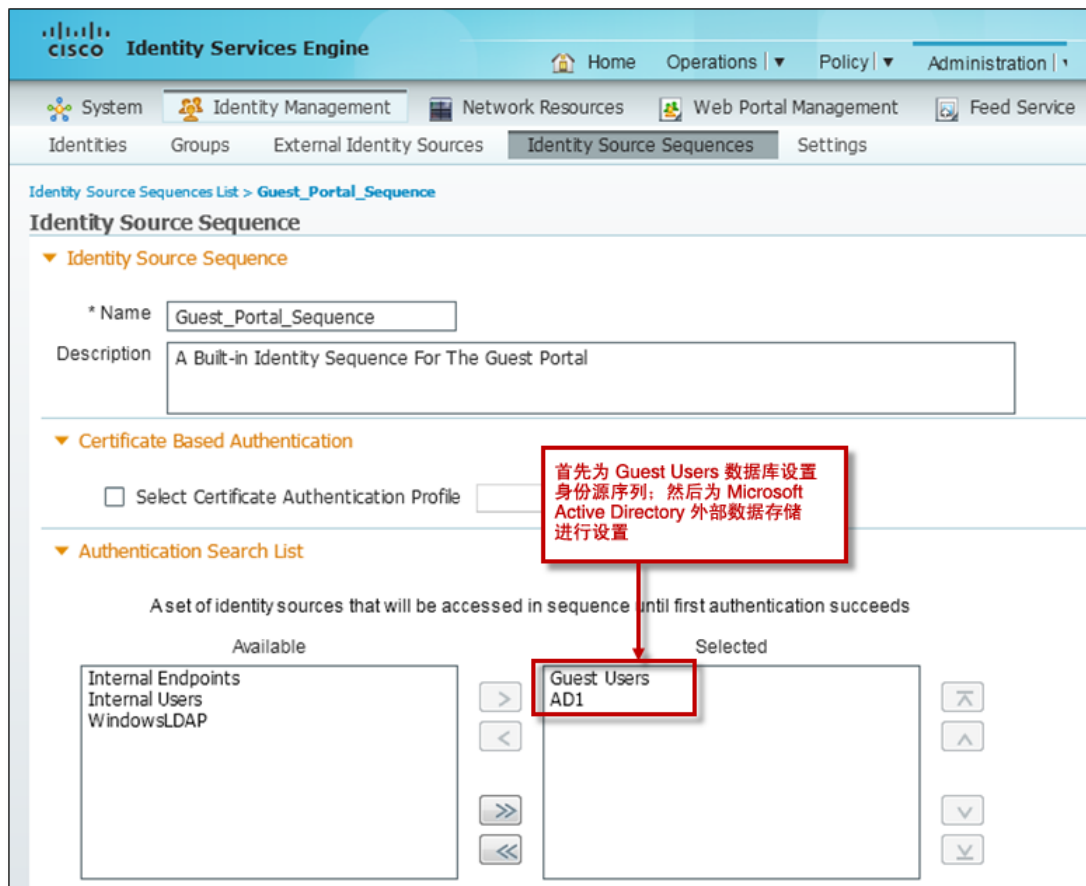 CISCO Identity Services Engine
Home Operations | ▼ Policy | ▼ Administration |
System Identity Management Network Resources Web Portal Management Feed Service
Identities Groups External Identity Sources Identity Source Sequences Settings
Identity Source Sequences List > Guest_Portal_Sequence
Identity Source Sequence
▼ Identity Source Sequence
* Name Guest_Portal_Sequence
Description A Built-in Identity Sequence For The Guest Portal
▼ Certificate Based Authentication
Select Certificate Authentication Profile
首先为 Guest Users 数据库设置
身份源序列；然后为 Microsoft
Active Directory 外部数据存储
进行设置
▼ Authentication Search List
A set of identity sources that will be accessed in sequence until first authentication succeeds
Available
Internal Endpoints
Internal Users
WindowsLDAP
Selected
Guest Users
AD1